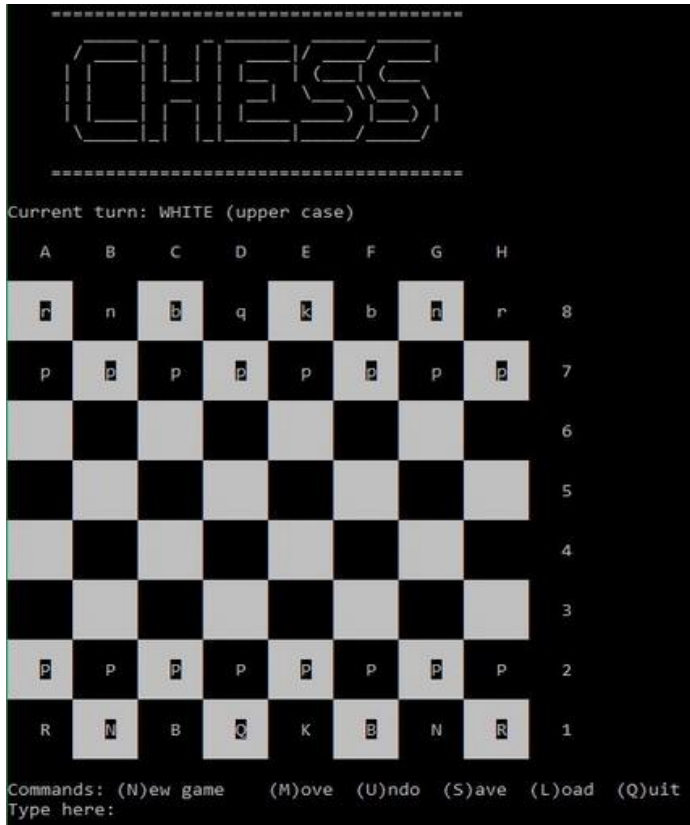 CHESS
Current turn: WHITE (upper case)
A B C D E F G H
r n b q k b n r 8
p p p p p p p p 7
6
5
4
3
P P P P P P P P 2
R N B Q K B N R 1
Commands: (N)ew game (M)ove (U)ndo (S)ave (L)oad (Q)uit
Type here: